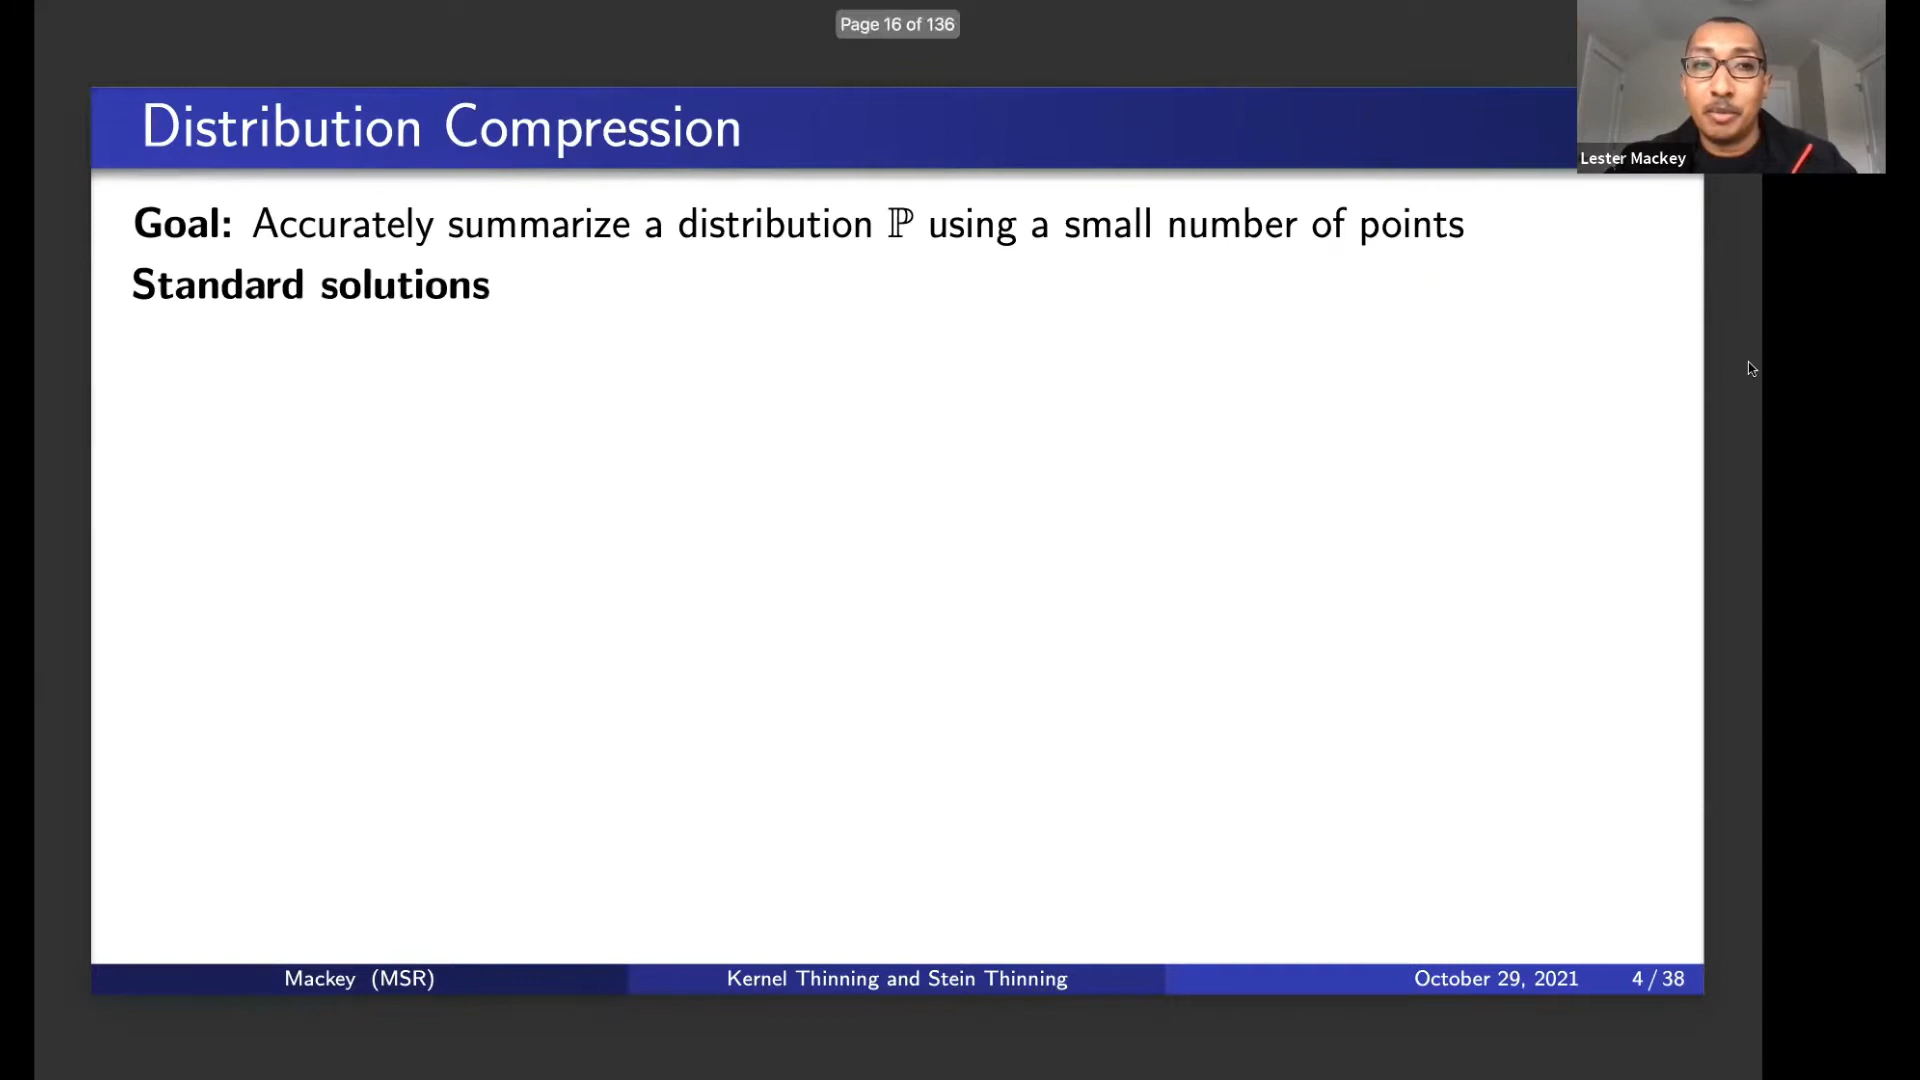 Page 16 of 136
Distribution Compression
Lester Mackey
Goal: Accurately summarize a distribution ℙ using a small number of points
Standard solutions
Mackey (MSR) Kernel Thinning and Stein Thinning October 29, 2021 4 / 38